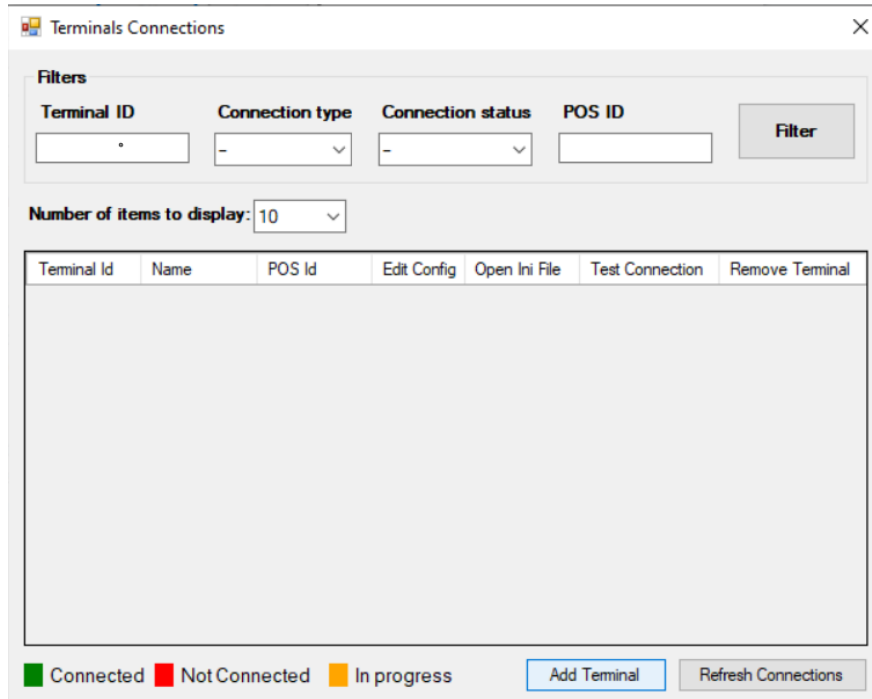 Terminals Connections
Filters
Terminal ID Connection type Connection status POS ID
° - - Filter
Number of items to display: 10
Terminal Id Name POS Id Edit Config Open Ini File Test Connection Remove Terminal
Connected Not Connected In progress Add Terminal Refresh Connections